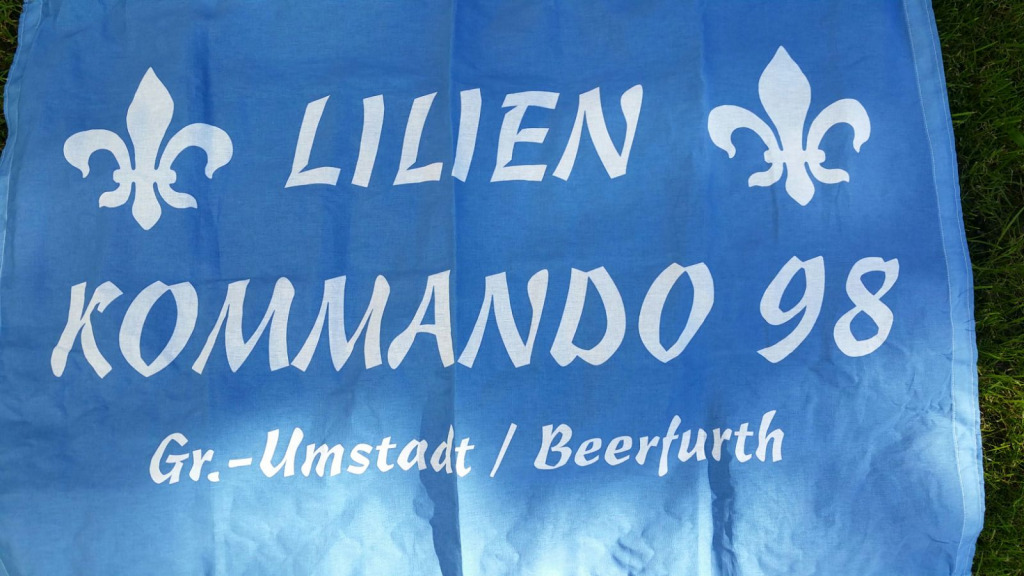 LILIEN
KOMMANDO 98
Gr.-Umstadt / Beerfurth